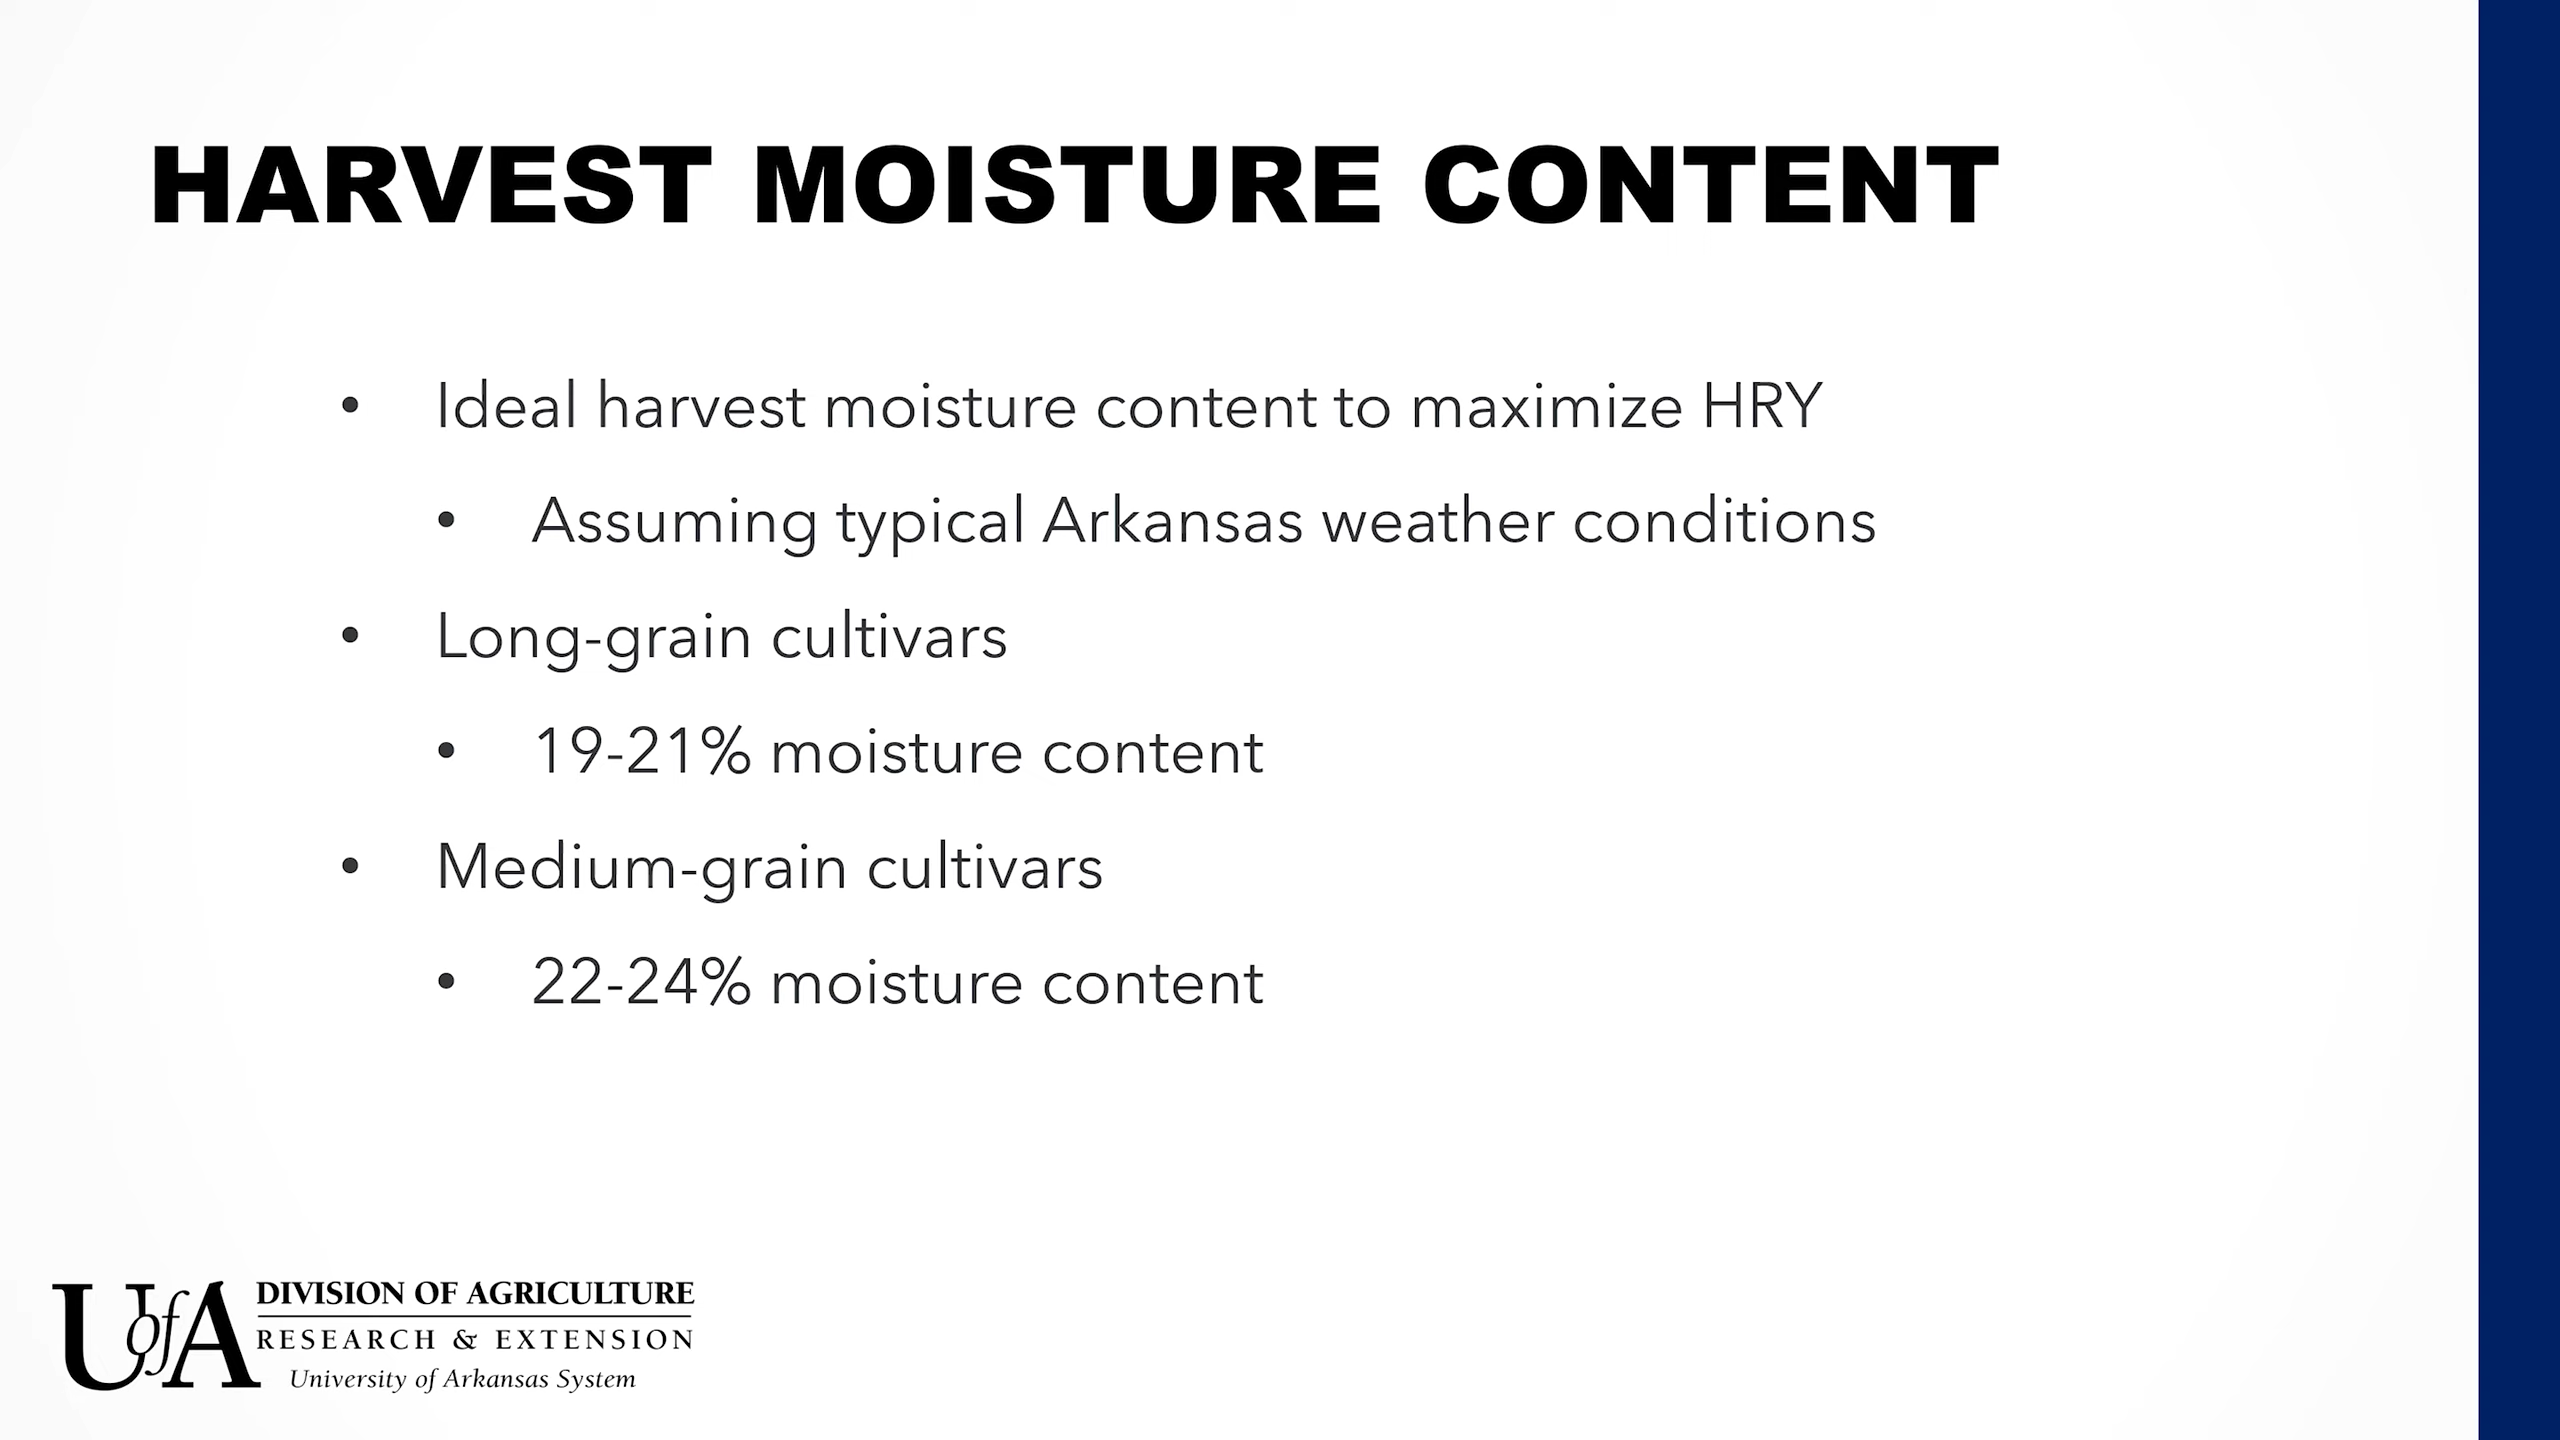 HARVEST MOISTURE CONTENT
• Ideal harvest moisture content to maximize HRY
• Assuming typical Arkansas weather conditions
• Long-grain cultivars
• 19-21% moisture content
• Medium-grain cultivars
• 22-24% moisture content
UofA
DIVISION OF AGRICULTURE
RESEARCH & EXTENSION
University of Arkansas System